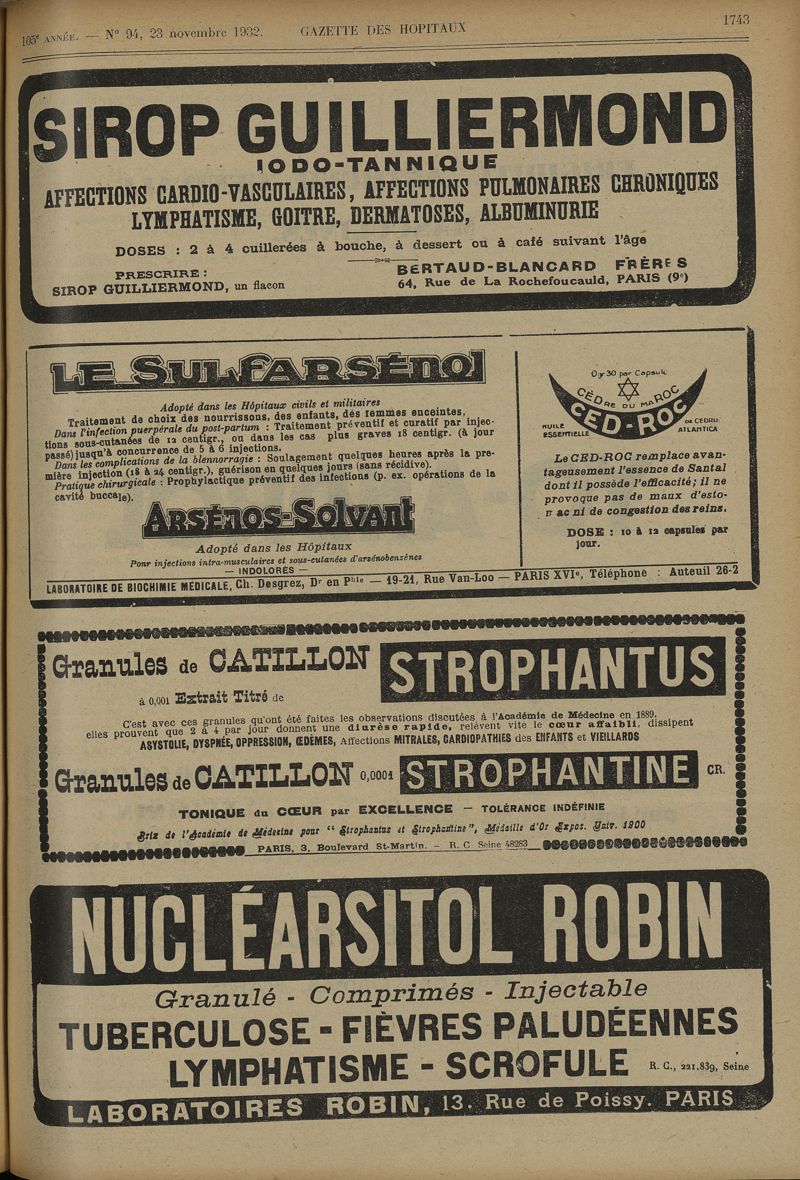 105e ANNÉE. — N° 94, 23 novembre 1932. GAZETTE DES HOPITAUX 1743
SIROP GUILLIERMOND
IODO-TANNIQUE
AFFECTIONS CARDIO-VASCULAIRES, AFFECTIONS PULMONAIRES CHRONIQUES
LYMPHATISME, GOITRE, DERMATOSES, ALBUMINURIE
DOSES : 2 à 4 cuillerées à bouche, à dessert ou à café suivant l'âge
PRESCRIRE :
SIROP GUILLIERMOND, un flacon
BERTAUD-BLANCARD FRÈRES
64, Rue de La Rochefoucauld, PARIS (9e)
LE SULFARSÉNOL
Adopté dans les Hôpitaux civils et militaires
Traitement de choix des nourrissons, des enfants, des femmes enceintes,
Dans l'infection puerpérale du post-partum : Traitement préventif et curatif par injec-
tions sous-cutanées de 12 centigr., ou dans les cas plus graves 18 centigr. (à jour
passé) jusqu'à concurrence de 5 à 6 injections.
Dans les complications de la blennorragie : Soulagement quelques heures après la pre-
mière injection (18 à 24 centigr.), guérison en quelques jours (sans récidive).
Pratique chirurgicale : Prophylactique préventif des infections (p. ex. opérations de la
cavité buccale).
ARSÉNOS-SOLVANT
Adopté dans les Hôpitaux
Pour injections intra-musculaires et sous-cutanées d'arsénobenzènes
— INDOLORES —
0gr 30 par Capsule
CÈDRE DU MAROC
CED-ROC
HUILE ESSENTIELLE
DE CEDRUS ATLANTICA
Le CED-ROC remplace avan-
tageusement l'essence de Santal
dont il possède l'efficacité; il ne
provoque pas de maux d'esto-
mac ni de congestion des reins.
DOSE : 10 à 12 capsules par
jour.
LABORATOIRE DE BIOCHIMIE MÉDICALE, Ch. Desgrez, Dr en Phie — 19-21, Rue Van-Loo — PARIS XVIe, Téléphone : Auteuil 26-2
Granules de CATILLON STROPHANTUS
à 0,001 Extrait Titré de
C'est avec ces granules qu'ont été faites les observations discutées à l'Académie de Médecine en 1889.
elles prouvent que 2 à 4 par jour donnent une diurèse rapide, relèvent vite le cœur affaibli, dissipent
ASYSTOLIE, DYSPNÉE, OPPRESSION, ŒDÈMES, Affections MITRALES, CARDIOPATHIES des ENFANTS et VIEILLARDS
Granules de CATILLON 0,0001 STROPHANTINE CR.
TONIQUE du CŒUR par EXCELLENCE — TOLÉRANCE INDÉFINIE
Prix de l'Académie de Médecine pour "Strophantus et Strophantine", Médaille d'Or Expos. Univ. 1900
PARIS, 3, Boulevard St-Martin. - R. C Seine 48283
NUCLÉARSITOL ROBIN
Granulé - Comprimés - Injectable
TUBERCULOSE - FIÈVRES PALUDÉENNES
LYMPHATISME - SCROFULE R. C., 221.839, Seine
LABORATOIRES ROBIN, 13. Rue de Poissy. PARIS